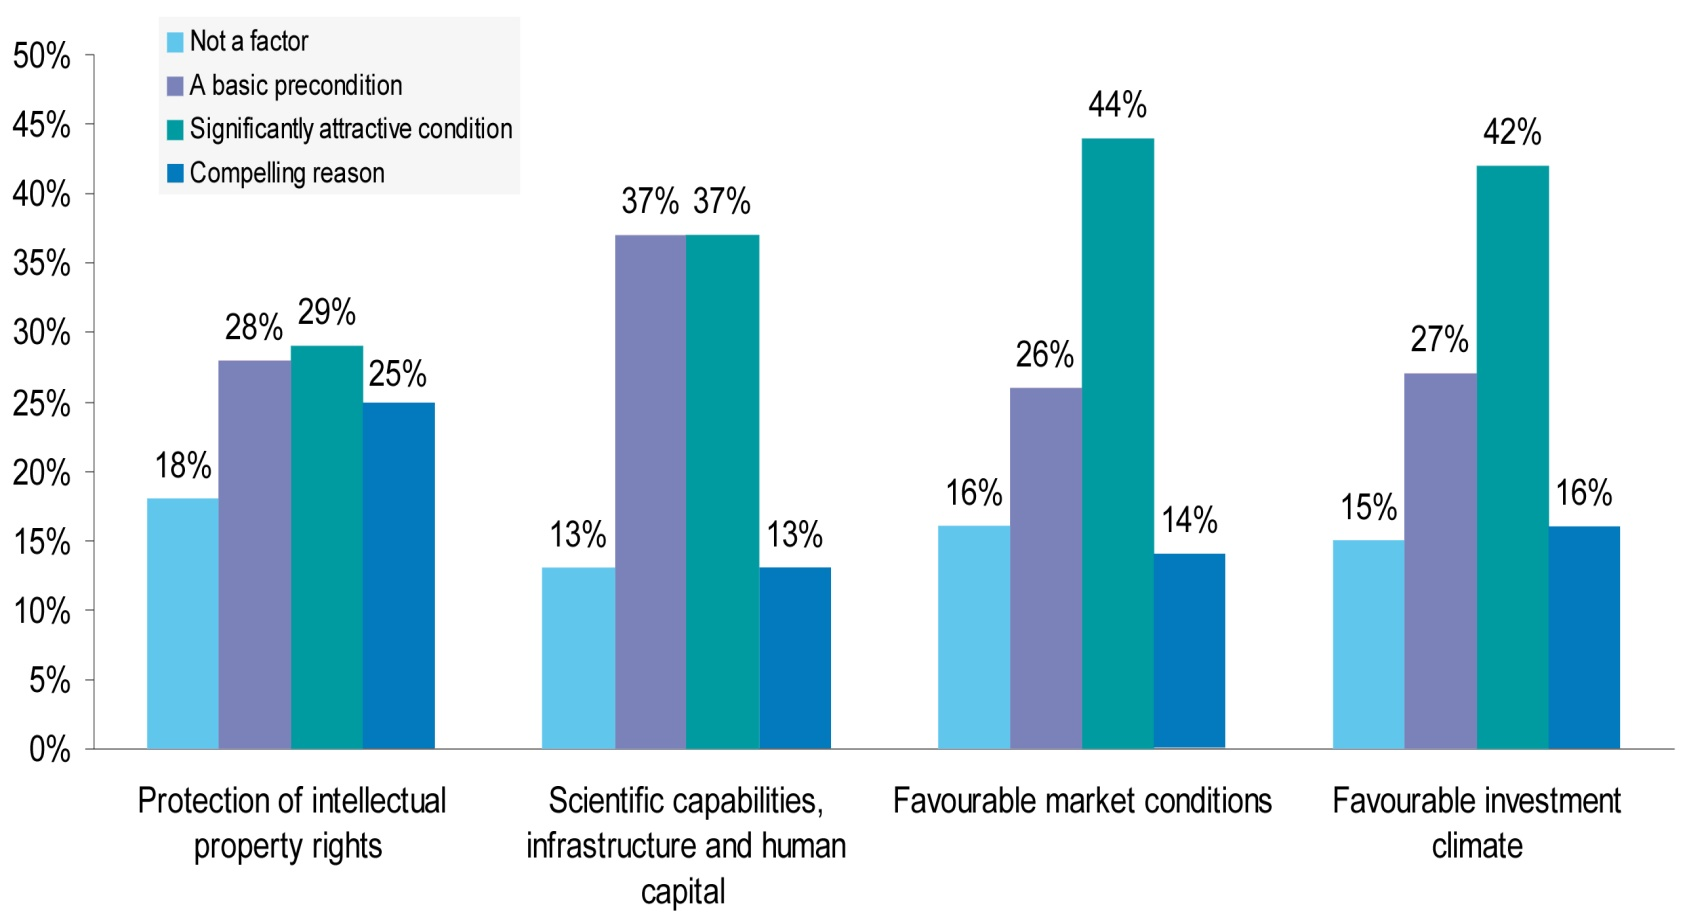 Not a factor
A basic precondition
Significantly attractive condition
Compelling reason
50%
45%
40%
35%
30%
25%
20%
15%
10%
5%
0%
18%
28%
29%
25%
13%
37%
37%
13%
16%
26%
44%
14%
15%
27%
42%
16%
Protection of intellectual
property rights
Scientific capabilities,
infrastructure and human
capital
Favourable market conditions
Favourable investment
climate